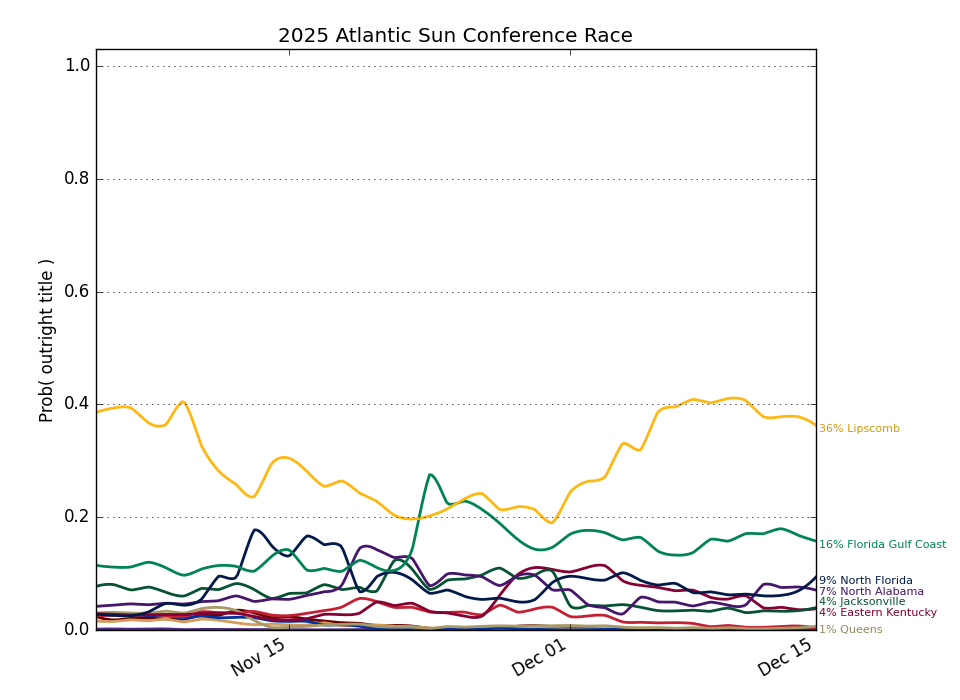 2025 Atlantic Sun Conference Race
Prob( outright title )
1.0
0.8
0.6
0.4
0.2
0.0
Nov 15
Dec 01
Dec 15
36% Lipscomb
16% Florida Gulf Coast
9% North Florida
7% North Alabama
4% Jacksonville
4% Eastern Kentucky
1% Queens